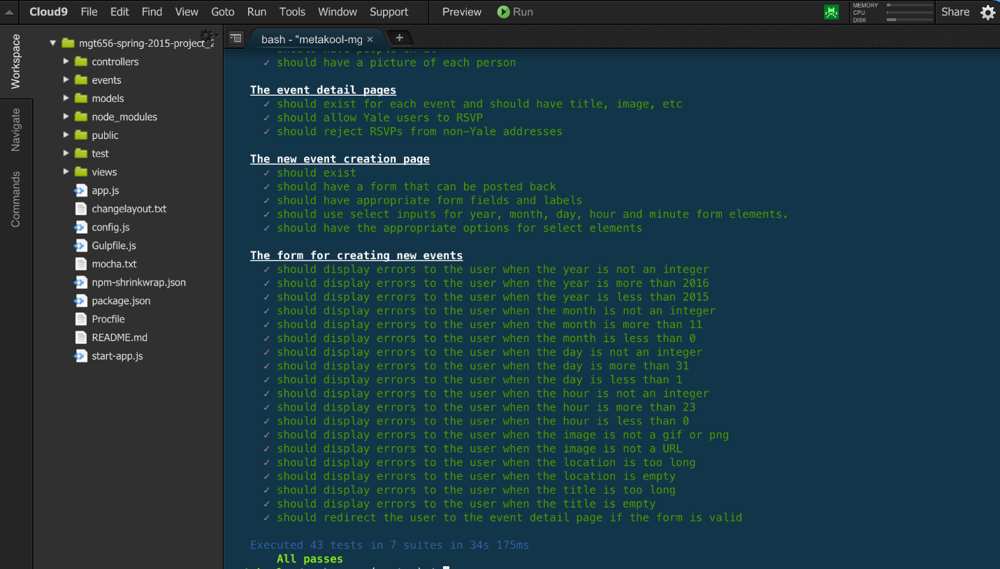 Cloud9 File Edit Find View Goto Run Tools Window Support Preview Run
MEMORY
CPU
DISK
Share
Workspace
Navigate
Commands
mgt656-spring-2015-project_2
controllers
events
models
node_modules
public
test
views
app.js
changelayout.txt
config.js
Gulpfile.js
mocha.txt
npm-shrinkwrap.json
package.json
Procfile
README.md
start-app.js
bash - "metakool-mg × +
✓ should have a picture of each person
The event detail pages
✓ should exist for each event and should have title, image, etc
✓ should allow Yale users to RSVP
✓ should reject RSVPs from non-Yale addresses
The new event creation page
✓ should exist
✓ should have a form that can be posted back
✓ should have appropriate form fields and labels
✓ should use select inputs for year, month, day, hour and minute form elements.
✓ should have the appropriate options for select elements
The form for creating new events
✓ should display errors to the user when the year is not an integer
✓ should display errors to the user when the year is more than 2016
✓ should display errors to the user when the year is less than 2015
✓ should display errors to the user when the month is not an integer
✓ should display errors to the user when the month is more than 11
✓ should display errors to the user when the month is less than 0
✓ should display errors to the user when the day is not an integer
✓ should display errors to the user when the day is more than 31
✓ should display errors to the user when the day is less than 1
✓ should display errors to the user when the hour is not an integer
✓ should display errors to the user when the hour is more than 23
✓ should display errors to the user when the hour is less than 0
✓ should display errors to the user when the image is not a gif or png
✓ should display errors to the user when the image is not a URL
✓ should display errors to the user when the location is too long
✓ should display errors to the user when the location is empty
✓ should display errors to the user when the title is too long
✓ should display errors to the user when the title is empty
✓ should redirect the user to the event detail page if the form is valid
Executed 43 tests in 7 suites in 34s 175ms
All passes